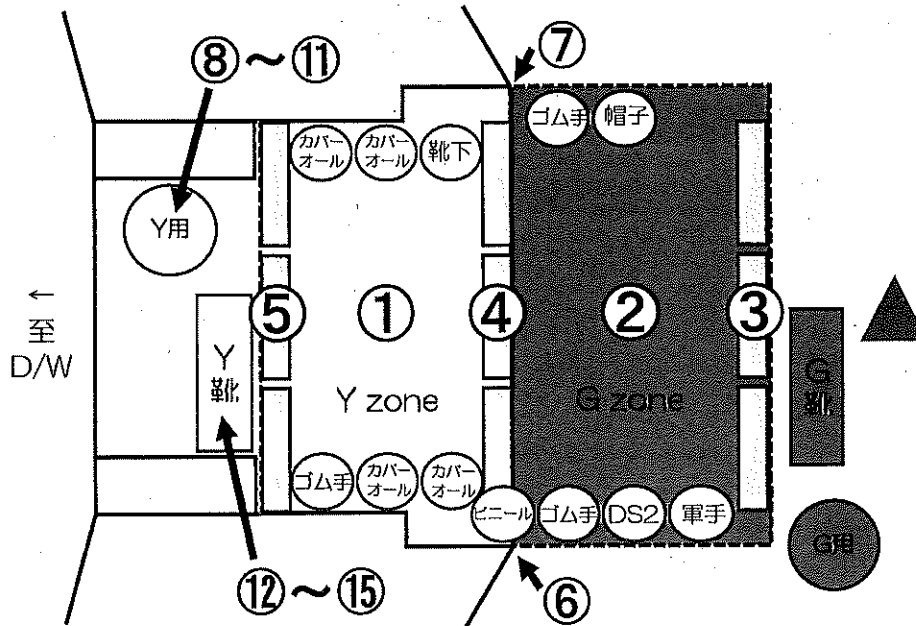 ⑧～⑪
⑦
ゴム手
帽子
カバー
オール
カバー
オール
靴下
Y用
←
至
D/W
⑤
①
④
②
③
Y
靴
Y zone
G zone
G
靴
ゴム手
カバー
オール
カバー
オール
ビニール
ゴム手
DS2
軍手
G用
⑫～⑮
⑥